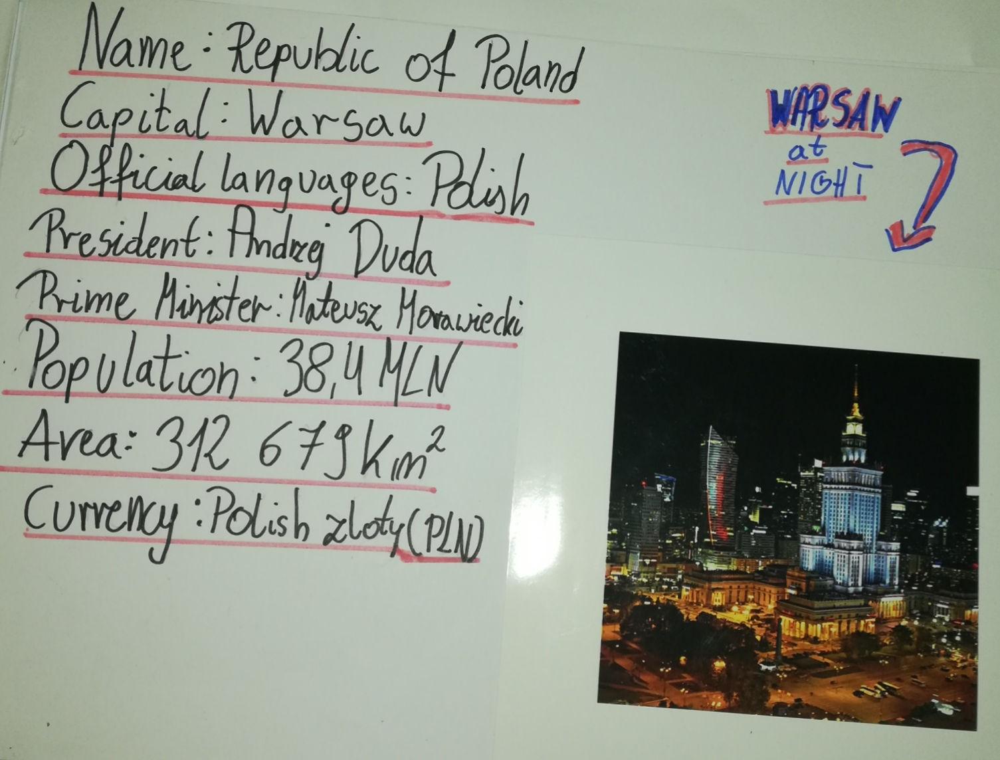 Name: Republic of Poland
Capital: Warsaw
Official languages: Polish
President: Andrzej Duda
Prime Minister: Mateusz Morawiecki
Population: 38,4 MLN
Area: 312 679 km²
Currency: Polish zloty (PLN)
WARSAW
at
NIGHT